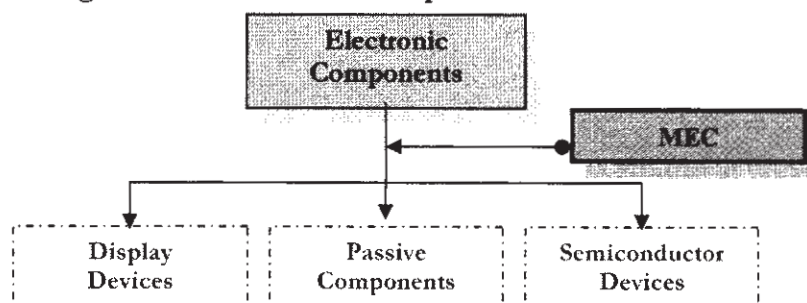 Electronic
Components
MEC
Display
Devices
Passive
Components
Semiconductor
Devices